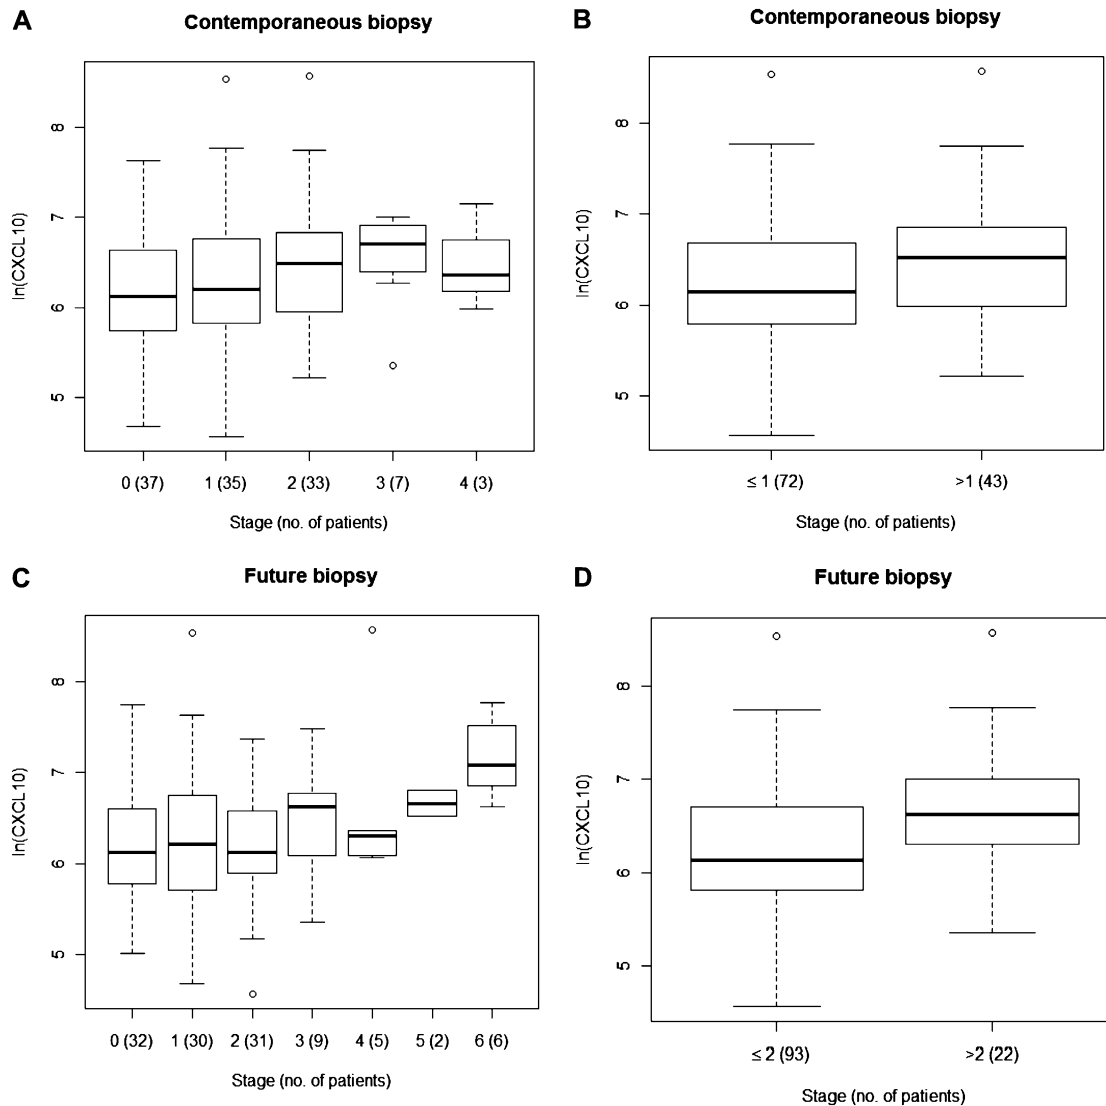 A
Contemporaneous biopsy
ln(CXCL10)
8
7
6
5
0 (37) 1 (35) 2 (33) 3 (7) 4 (3)
Stage (no. of patients)
B
Contemporaneous biopsy
ln(CXCL10)
8
7
6
5
≤ 1 (72) >1 (43)
Stage (no. of patients)
C
Future biopsy
ln(CXCL10)
8
7
6
5
0 (32) 1 (30) 2 (31) 3 (9) 4 (5) 5 (2) 6 (6)
Stage (no. of patients)
D
Future biopsy
ln(CXCL10)
8
7
6
5
≤ 2 (93) >2 (22)
Stage (no. of patients)